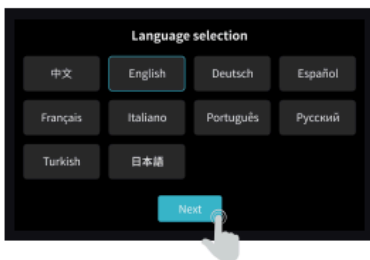 Language selection
中文 English Deutsch Español
Français Italiano Português Русский
Turkish 日本語
Next